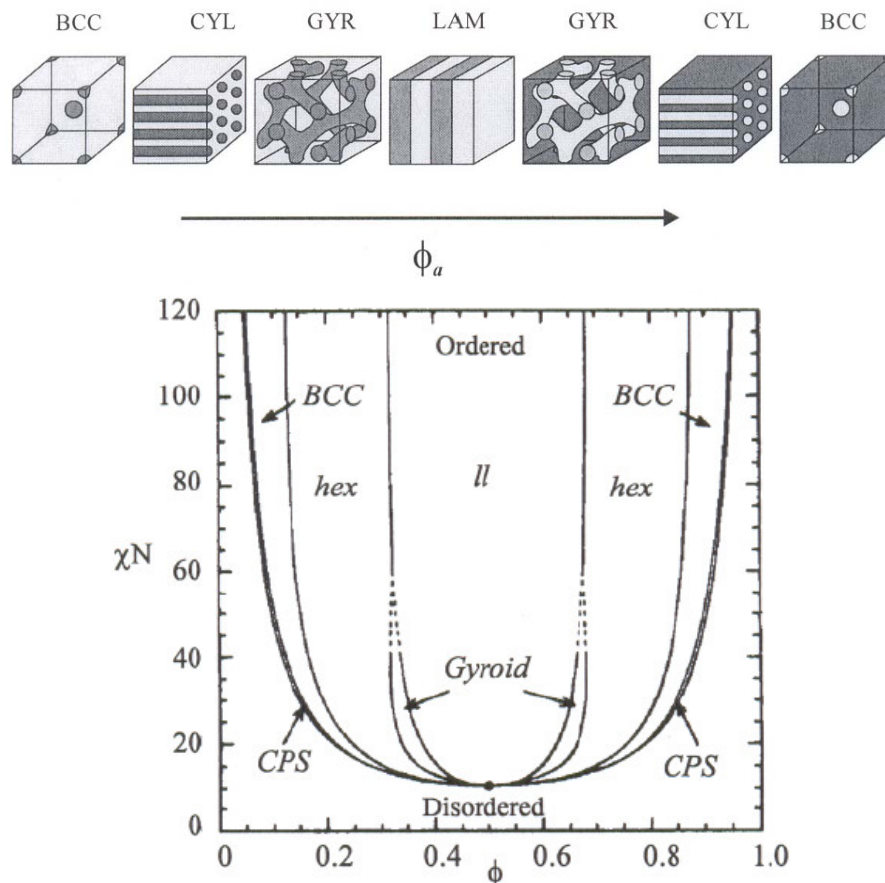 BCC CYL GYR LAM GYR CYL BCC
ϕa
120
Ordered
100
BCC BCC
80
hex ll hex
χN
60
40
Gyroid
20
CPS CPS
Disordered
0
0 0.2 0.4 0.6 0.8 1.0
ϕ